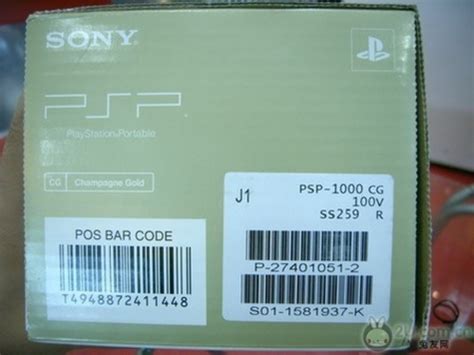 SONY
PSP
PlayStation Portable
CG Champagne Gold
POS BAR CODE
T4948872411448
J1
PSP-1000 CG
100V
SS259 R
P-27401051-2
S01-1581937-K